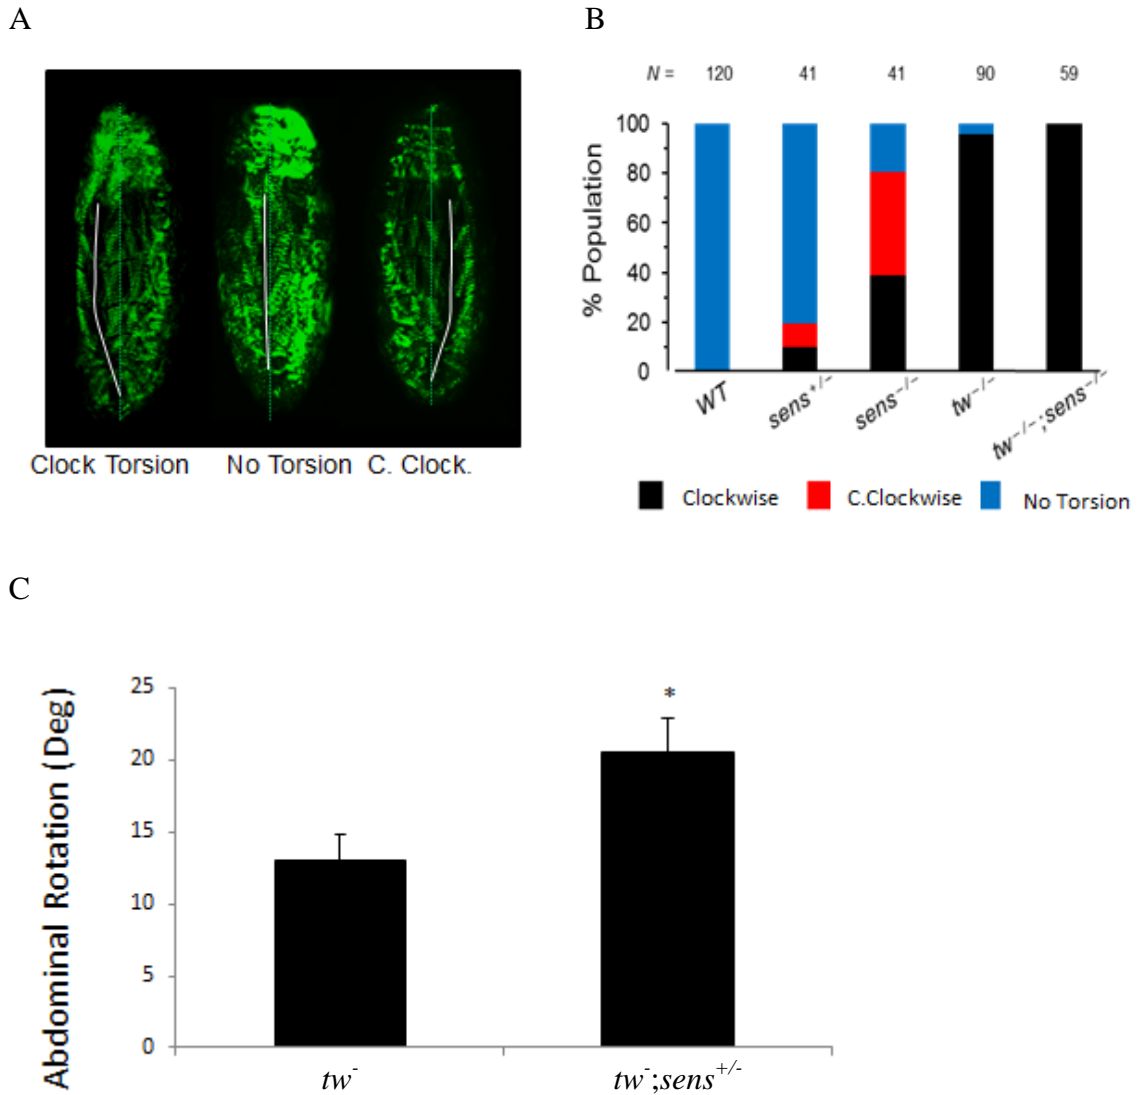 A
Clock Torsion No Torsion C. Clock.
B
N = 120 41 41 90 59
% Population
100
80
60
40
20
0
WT sens+/- sens−/− tw−/− tw−/−;sens−/−
Clockwise C.Clockwise No Torsion
C
Abdominal Rotation (Deg)
25
*
20
15
10
5
0
tw- tw-;sens+/-